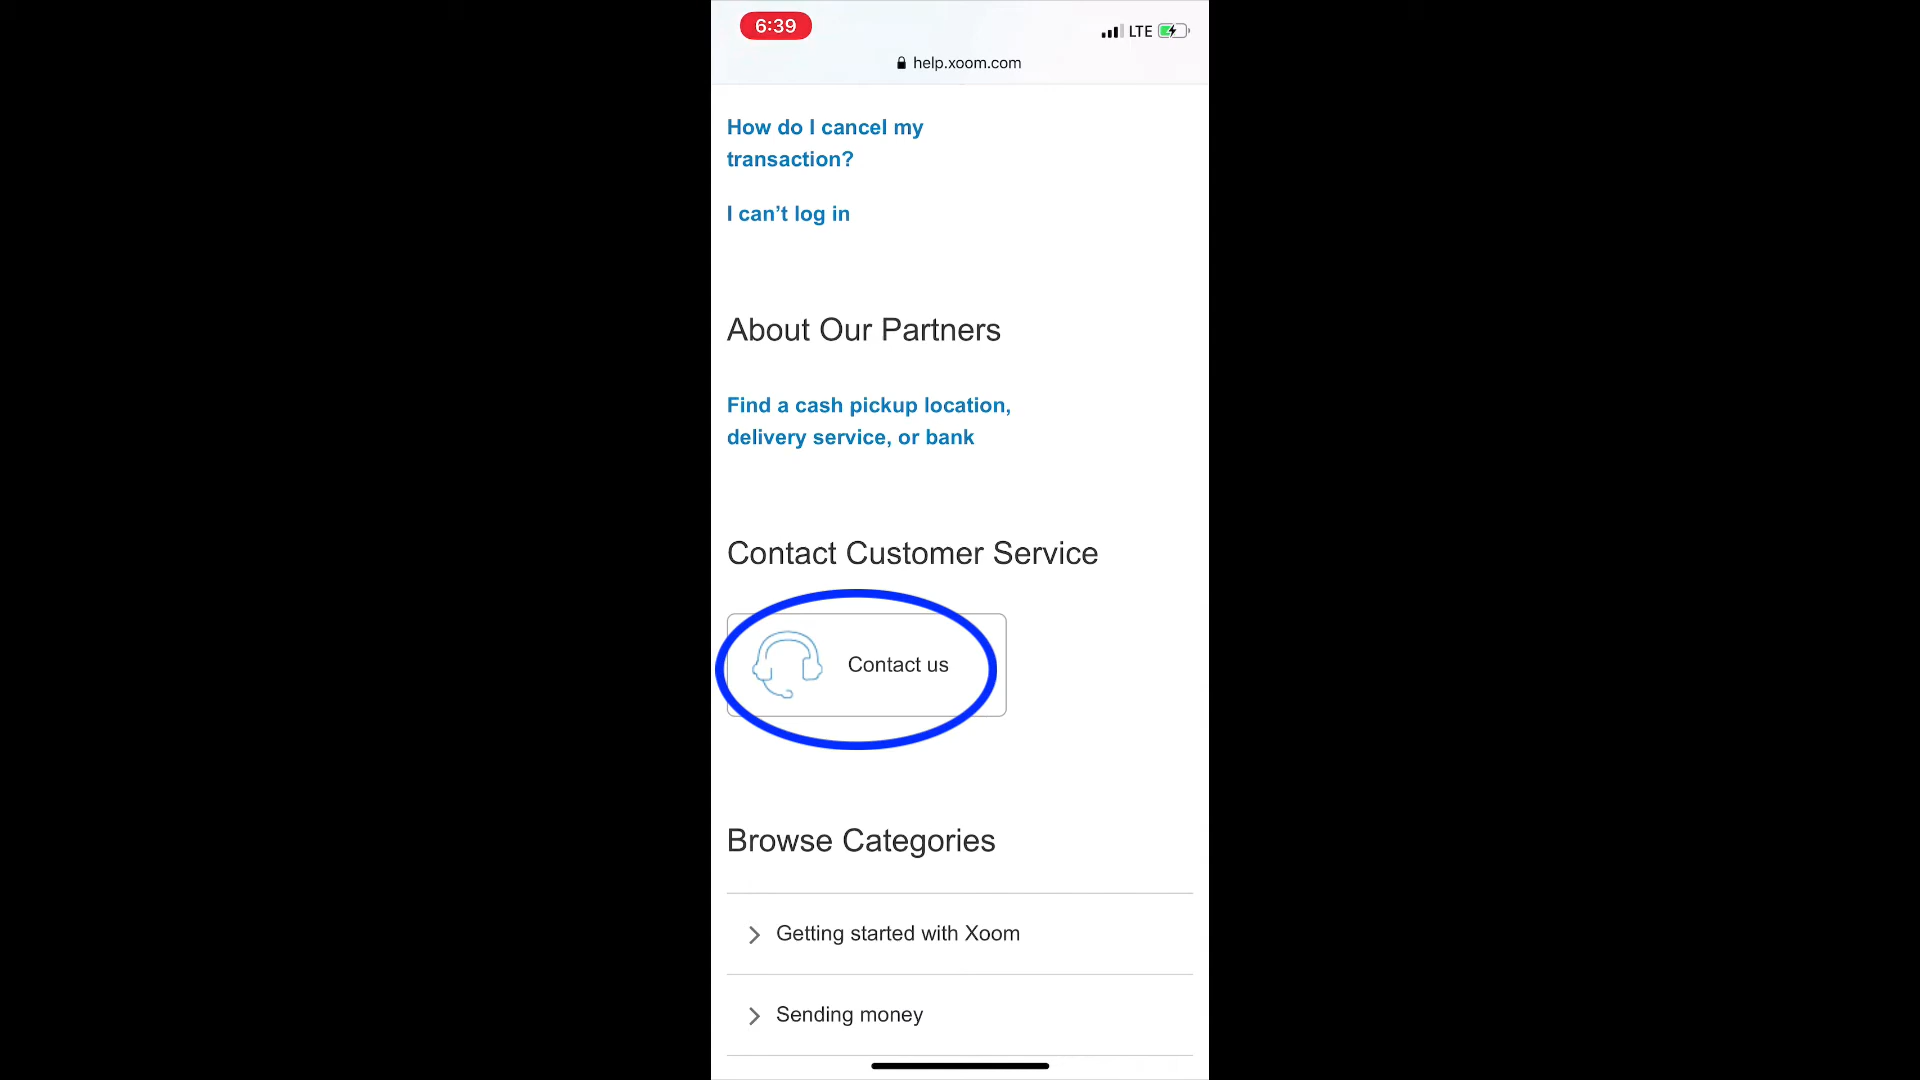 6:39
LTE
help.xoom.com
How do I cancel my
transaction?
I can’t log in
About Our Partners
Find a cash pickup location,
delivery service, or bank
Contact Customer Service
Contact us
Browse Categories
Getting started with Xoom
Sending money